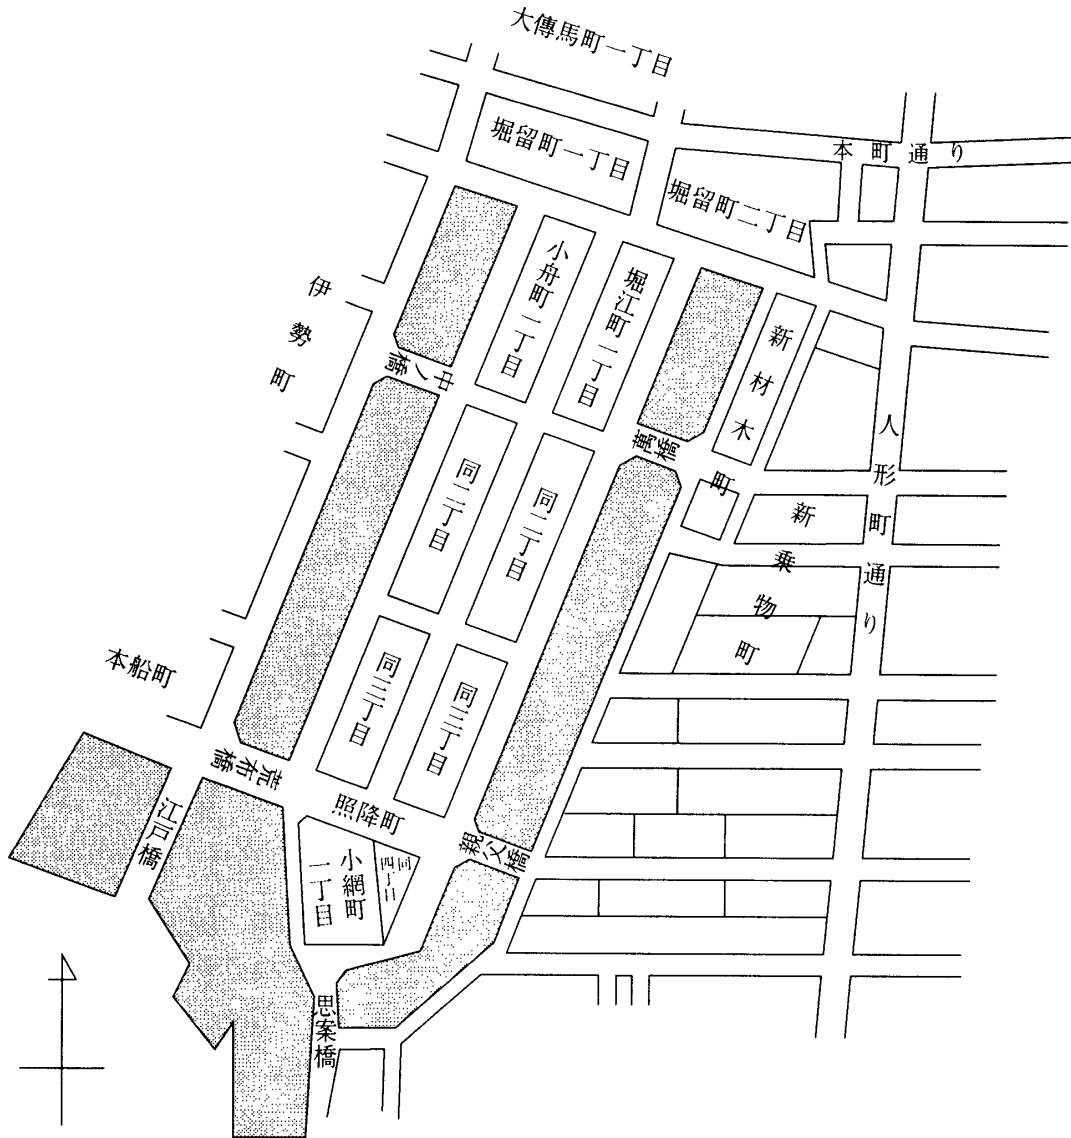 大傳馬町一丁目
堀留町一丁目
堀留町二丁目
本町通り
伊勢町
小舟町一丁目
堀江町一丁目
新材木町
中ノ橋
萬橋
人形町通り
同二丁目
同二丁目
新乗物町
本船町
同三丁目
同三丁目
荒布橋
江戸橋
照降町
親父橋
小網町
一丁目
思案橋